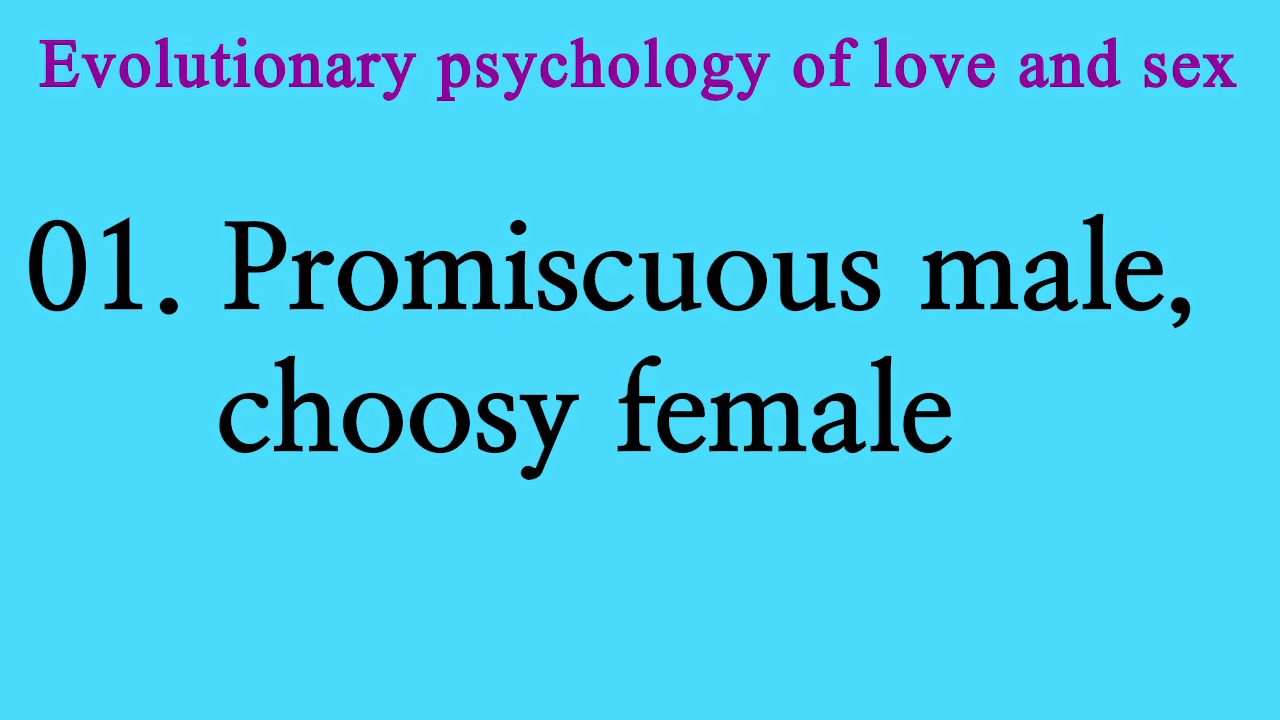 Evolutionary psychology of love and sex
01. Promiscuous male,
choosy female